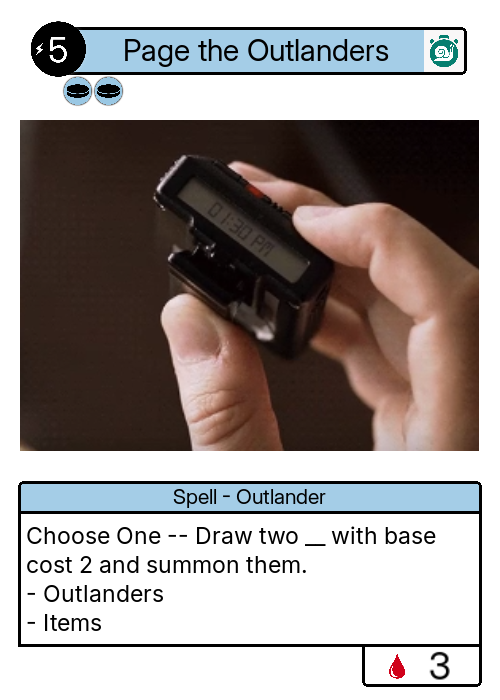 5
Page the Outlanders
01:30 PM
Spell - Outlander
Choose One -- Draw two __ with base
cost 2 and summon them.
- Outlanders
- Items
3